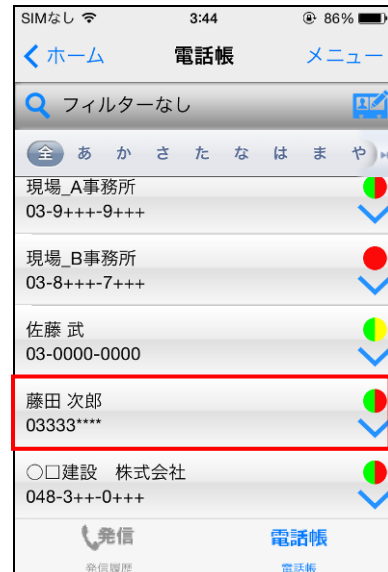 SIMなし 3:44 86%
ホーム 電話帳 メニュー
フィルターなし
全 あ か さ た な は ま や
現場_A事務所
03-9+++-9+++
現場_B事務所
03-8+++-7+++
佐藤 武
03-0000-0000
藤田 次郎
03333****
○□建設 株式会社
048-3++-0+++
発信 電話帳
発信履歴 電話帳